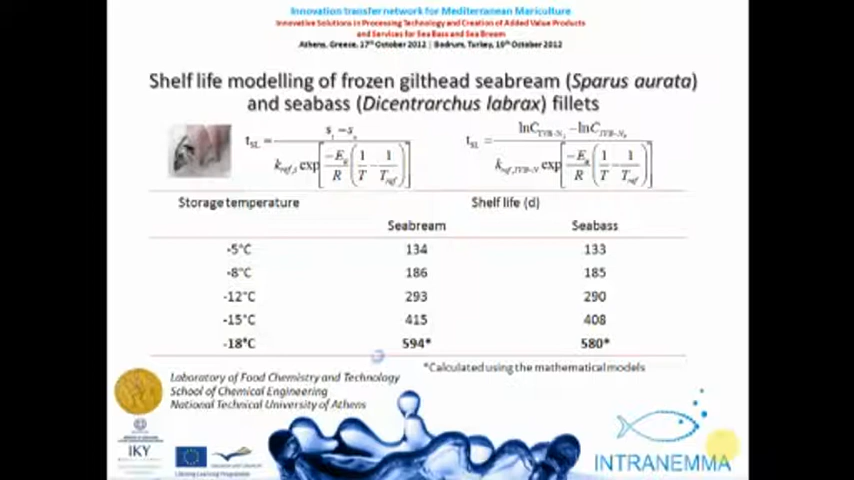 Innovation transfer network for Mediterranean Mariculture
Innovative Solutions in Processing Technology and Creation of Added Value Products
and Services for Sea Bass and Sea Bream
Athens, Greece, 17th October 2012 | Bodrum, Turkey, 19th October 2012
Shelf life modelling of frozen gilthead seabream (Sparus aurata)
and seabass (Dicentrarchus labrax) fillets
Storage temperature Shelf life (d)
Seabream Seabass
-5°C 134 133
-8°C 186 185
-12°C 293 290
-15°C 415 408
-18°C 594* 580*
*Calculated using the mathematical models
Laboratory of Food Chemistry and Technology
School of Chemical Engineering
National Technical University of Athens
IKY
Lifelong Learning Programme
INTRANEMMA